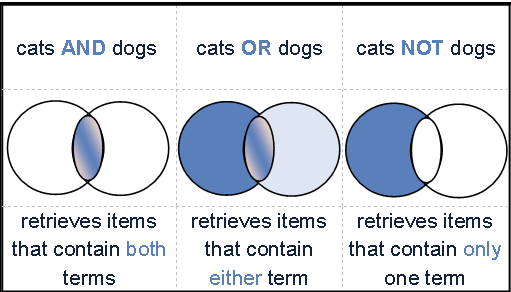 cats AND dogs
cats OR dogs
cats NOT dogs
retrieves items
that contain both
terms
retrieves items
that contain
either term
retrieves items
that contain only
one term